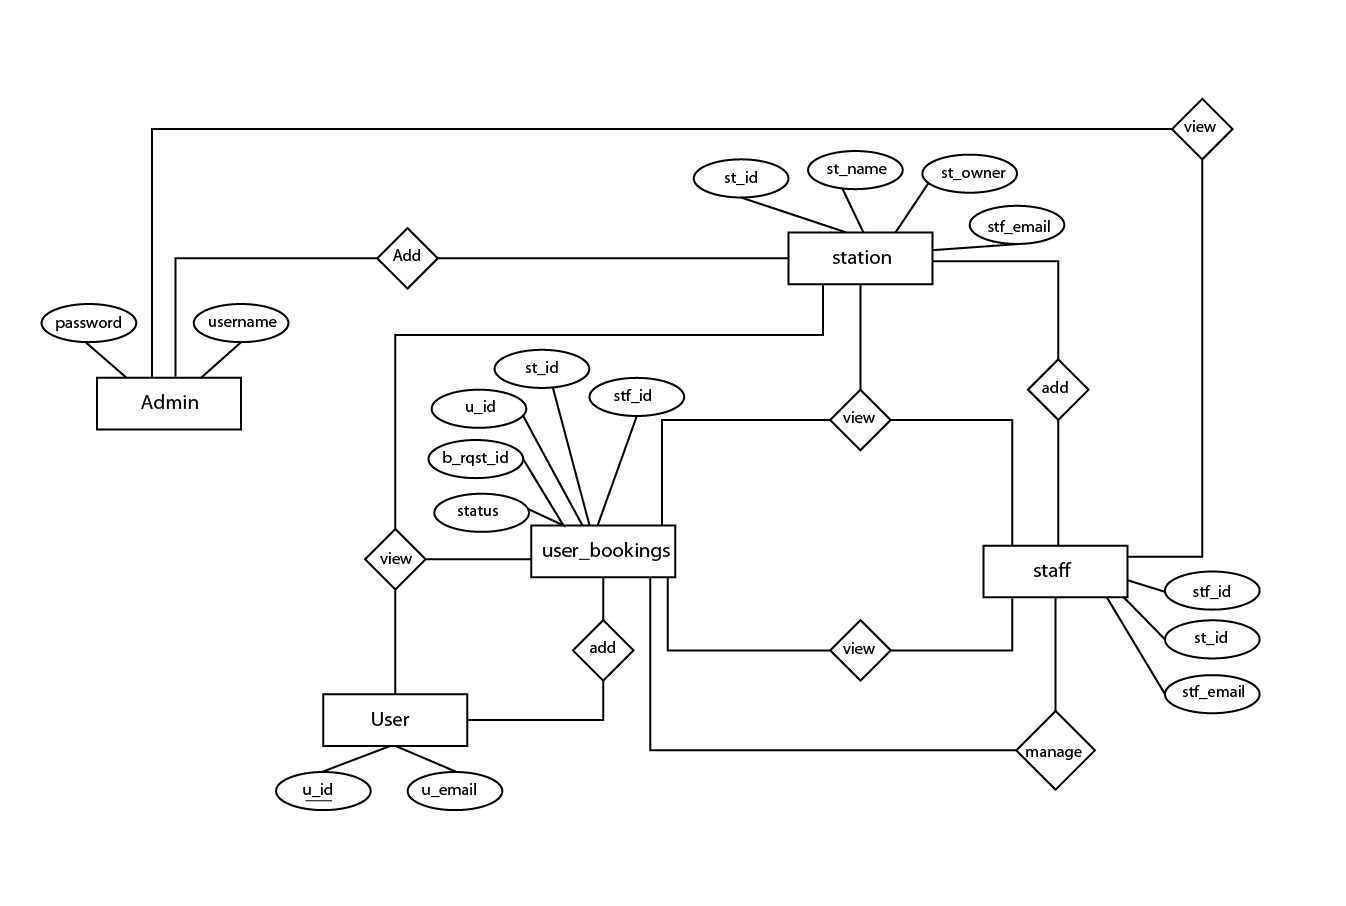 view
st_id
st_name
st_owner
stf_email
Add
station
password
username
Admin
st_id
stf_id
u_id
b_rqst_id
status
view
add
user_bookings
view
staff
stf_id
st_id
stf_email
add
view
User
manage
u_id
u_email